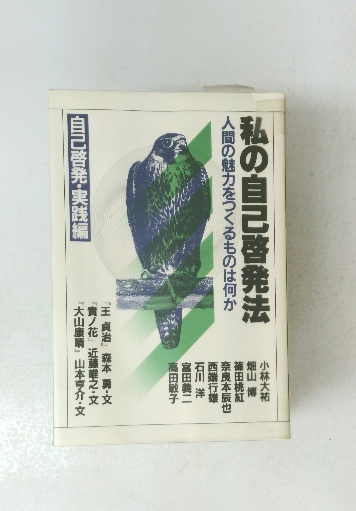 私の自己啓発法
人間の魅力をつくるものは何か
自己啓発・実践編
小林大祐
畑山 博
篠田桃紅
奈良本辰也
西端行雄
石川 洋
富田義二
高田敏子
『王 貞治』森本 勇・文
『貴ノ花』近藤唯之・文
『大山康晴』山本亨介・文